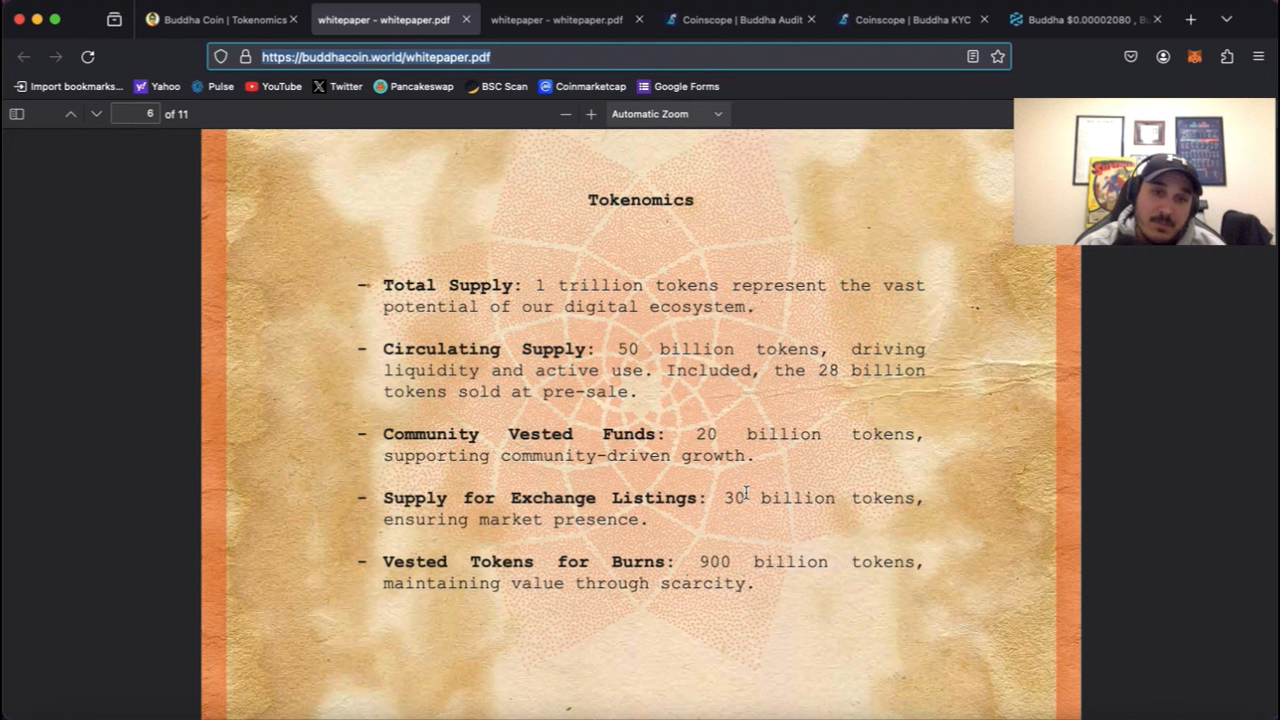 Buddha Coin | Tokenomics
whitepaper - whitepaper.pdf
whitepaper - whitepaper.pdf
Coinscope | Buddha Audit
Coinscope | Buddha KYC
Buddha $0.00002080 , B
https://buddhacoin.world/whitepaper.pdf
Import bookmarks...
Yahoo
Pulse
YouTube
Twitter
Pancakeswap
BSC Scan
Coinmarketcap
Google Forms
6 of 11
Automatic Zoom
Tokenomics
- Total Supply: 1 trillion tokens represent the vast
potential of our digital ecosystem.
- Circulating Supply: 50 billion tokens, driving
liquidity and active use. Included, the 28 billion
tokens sold at pre-sale.
- Community Vested Funds: 20 billion tokens,
supporting community-driven growth.
- Supply for Exchange Listings: 30 billion tokens,
ensuring market presence.
- Vested Tokens for Burns: 900 billion tokens,
maintaining value through scarcity.